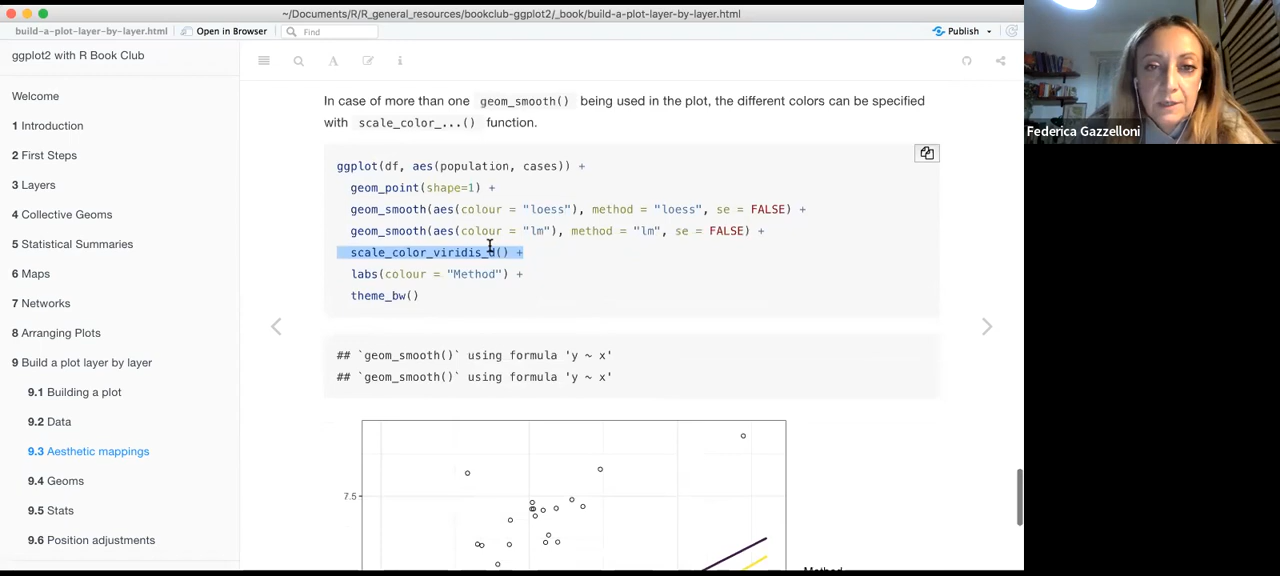 ~/Documents/R/R_general_resources/bookclub-ggplot2/_book/build-a-plot-layer-by-layer.html
build-a-plot-layer-by-layer.html
Open in Browser
Find
Publish
ggplot2 with R Book Club
Welcome
1 Introduction
2 First Steps
3 Layers
4 Collective Geoms
5 Statistical Summaries
6 Maps
7 Networks
8 Arranging Plots
9 Build a plot layer by layer
9.1 Building a plot
9.2 Data
9.3 Aesthetic mappings
9.4 Geoms
9.5 Stats
9.6 Position adjustments
In case of more than one geom_smooth() being used in the plot, the different colors can be specified
with scale_color_...() function.
ggplot(df, aes(population, cases)) +
geom_point(shape=1) +
geom_smooth(aes(colour = "loess"), method = "loess", se = FALSE) +
geom_smooth(aes(colour = "lm"), method = "lm", se = FALSE) +
scale_color_viridis_d() +
labs(colour = "Method") +
theme_bw()
## `geom_smooth()` using formula 'y ~ x'
## `geom_smooth()` using formula 'y ~ x'
7.5
Method
Federica Gazzelloni